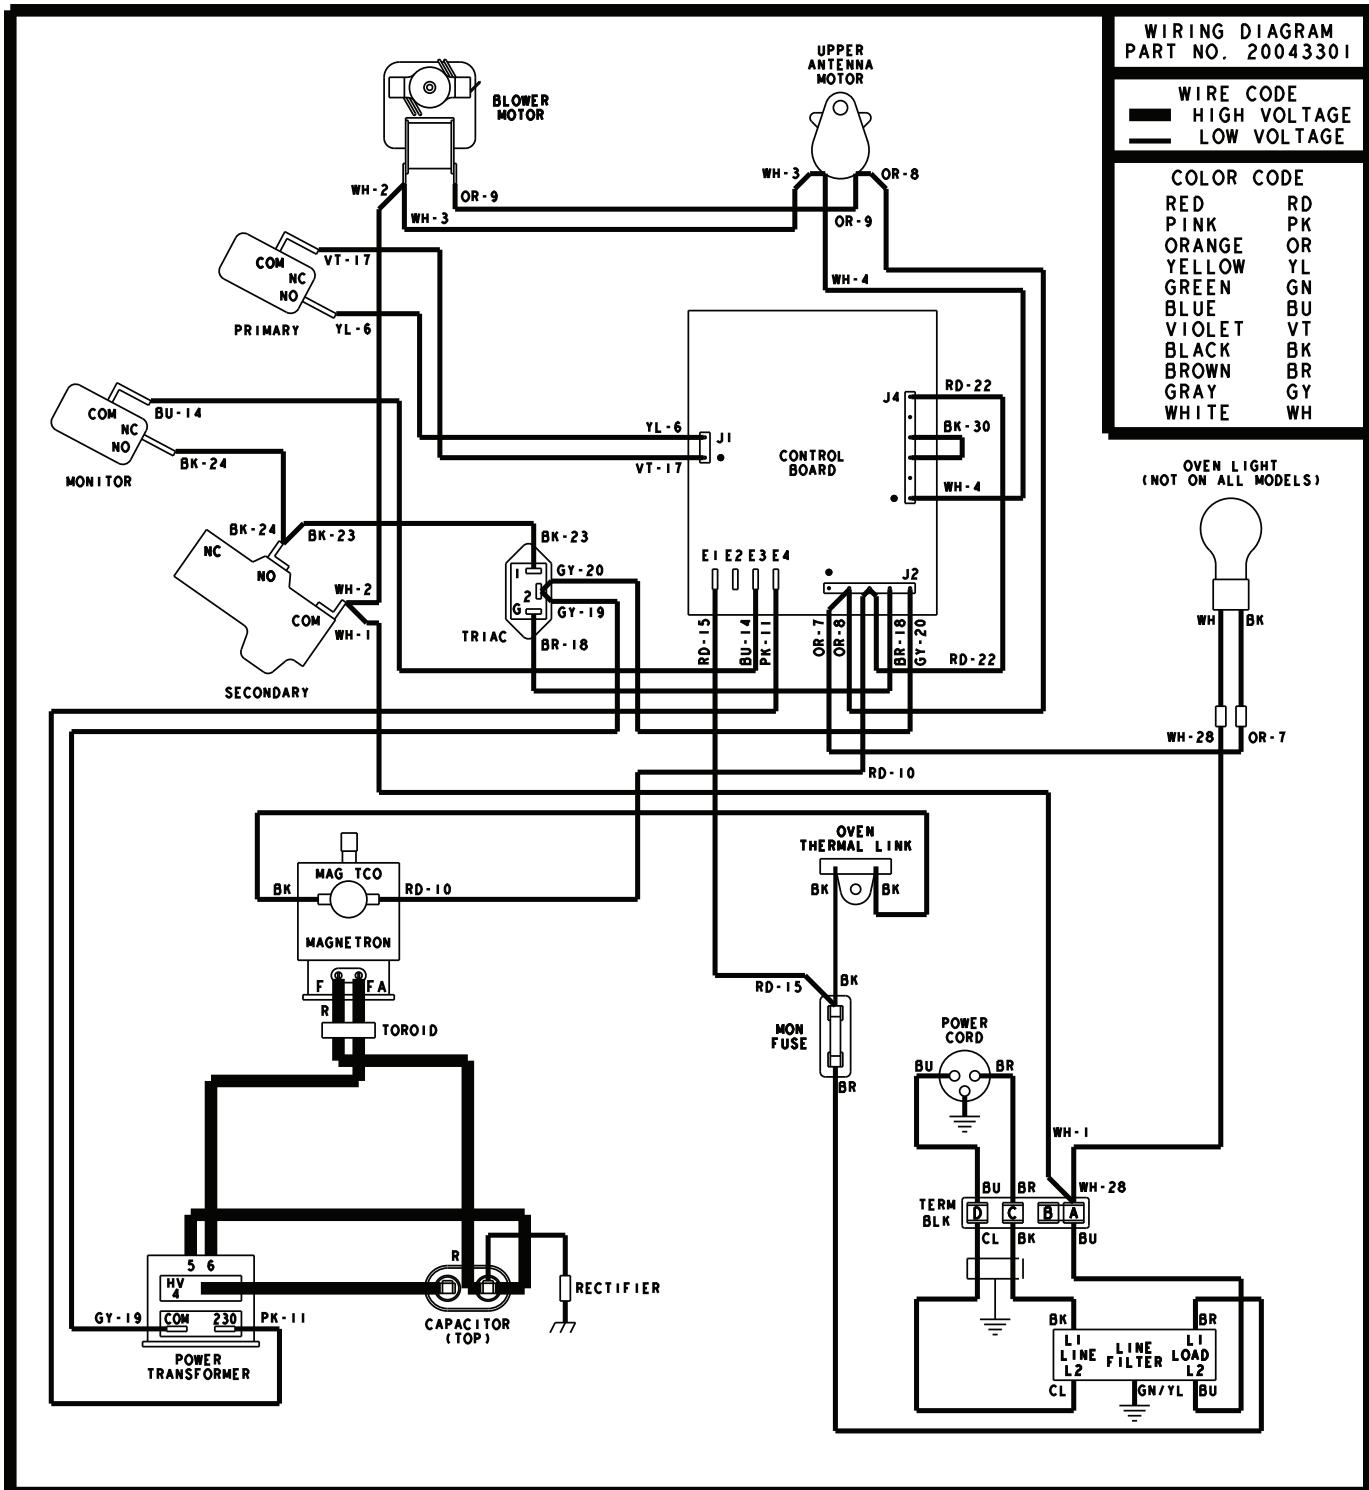 WIRING DIAGRAM
PART NO. 20043301
WIRE CODE
HIGH VOLTAGE
LOW VOLTAGE
COLOR CODE
RED RD
PINK PK
ORANGE OR
YELLOW YL
GREEN GN
BLUE BU
VIOLET VT
BLACK BK
BROWN BR
GRAY GY
WHITE WH
UPPER
ANTENNA
MOTOR
BLOWER
MOTOR
WH-2
OR-9
WH-3
WH-3
OR-8
OR-9
WH-4
COM
NC
NO
VT-17
YL-6
PRIMARY
COM
NC
NO
BU-14
BK-24
MONITOR
YL-6
J1
VT-17
CONTROL
BOARD
J4
RD-22
BK-30
WH-4
OVEN LIGHT
(NOT ON ALL MODELS)
BK-24
BK-23
NC
NO
COM
WH-2
WH-1
SECONDARY
BK-23
1
2
G
GY-20
GY-19
BR-18
TRIAC
E1 E2 E3 E4
J2
RD-15
BU-14
PK-11
OR-7
OR-8
BR-18
GY-20
RD-22
WH
BK
WH-28
OR-7
RD-10
OVEN
THERMAL LINK
BK
BK
MAG TCO
BK
RD-10
MAGNETRON
F
FA
R
TOROID
RD-15
BK
MON
FUSE
BR
POWER
CORD
BU
BR
WH-1
BU
BR
WH-28
TERM
BLK
D
C
B
A
CL
BK
BU
5 6
HV
4
COM 230
GY-19
PK-11
POWER
TRANSFORMER
R
CAPACITOR
(TOP)
RECTIFIER
BK
BR
L1
LINE
L2
LINE
FILTER
L1
LOAD
L2
CL
GN/YL
BU